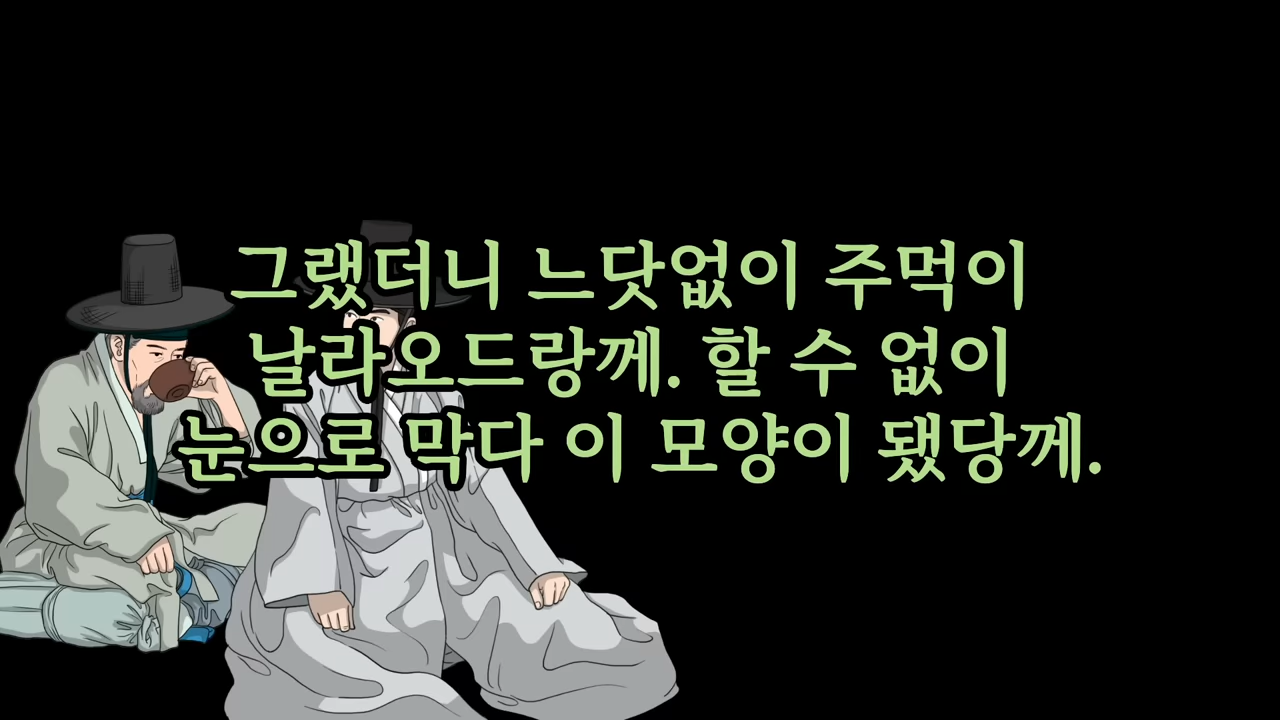 그랬더니 느닷없이 주먹이
날라오드랑께. 할 수 없이
눈으로 막다 이 모양이 됐당께.